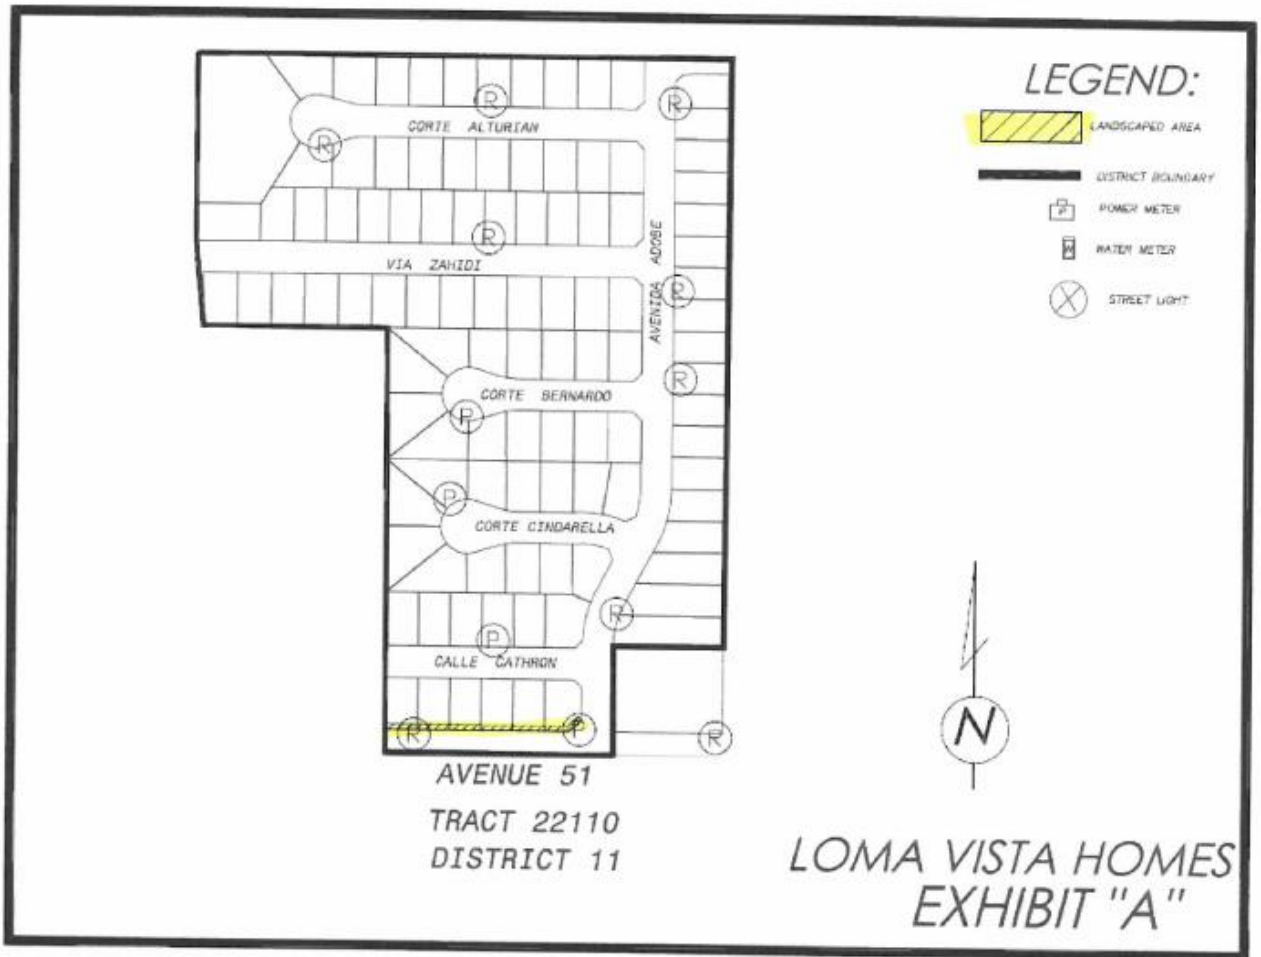 LEGEND:
LANDSCAPED AREA
DISTRICT BOUNDARY
P POWER METER
W WATER METER
STREET LIGHT
R
R
CORTE ALTURIAN
R
R
VIA ZAHIDI
AVENIDA ADOBE
R
R
CORTE BERNARDO
P
P
CORTE CINDARELLA
R
P
CALLE CATHRON
R
P
R
AVENUE 51
TRACT 22110
DISTRICT 11
N
LOMA VISTA HOMES
EXHIBIT "A"